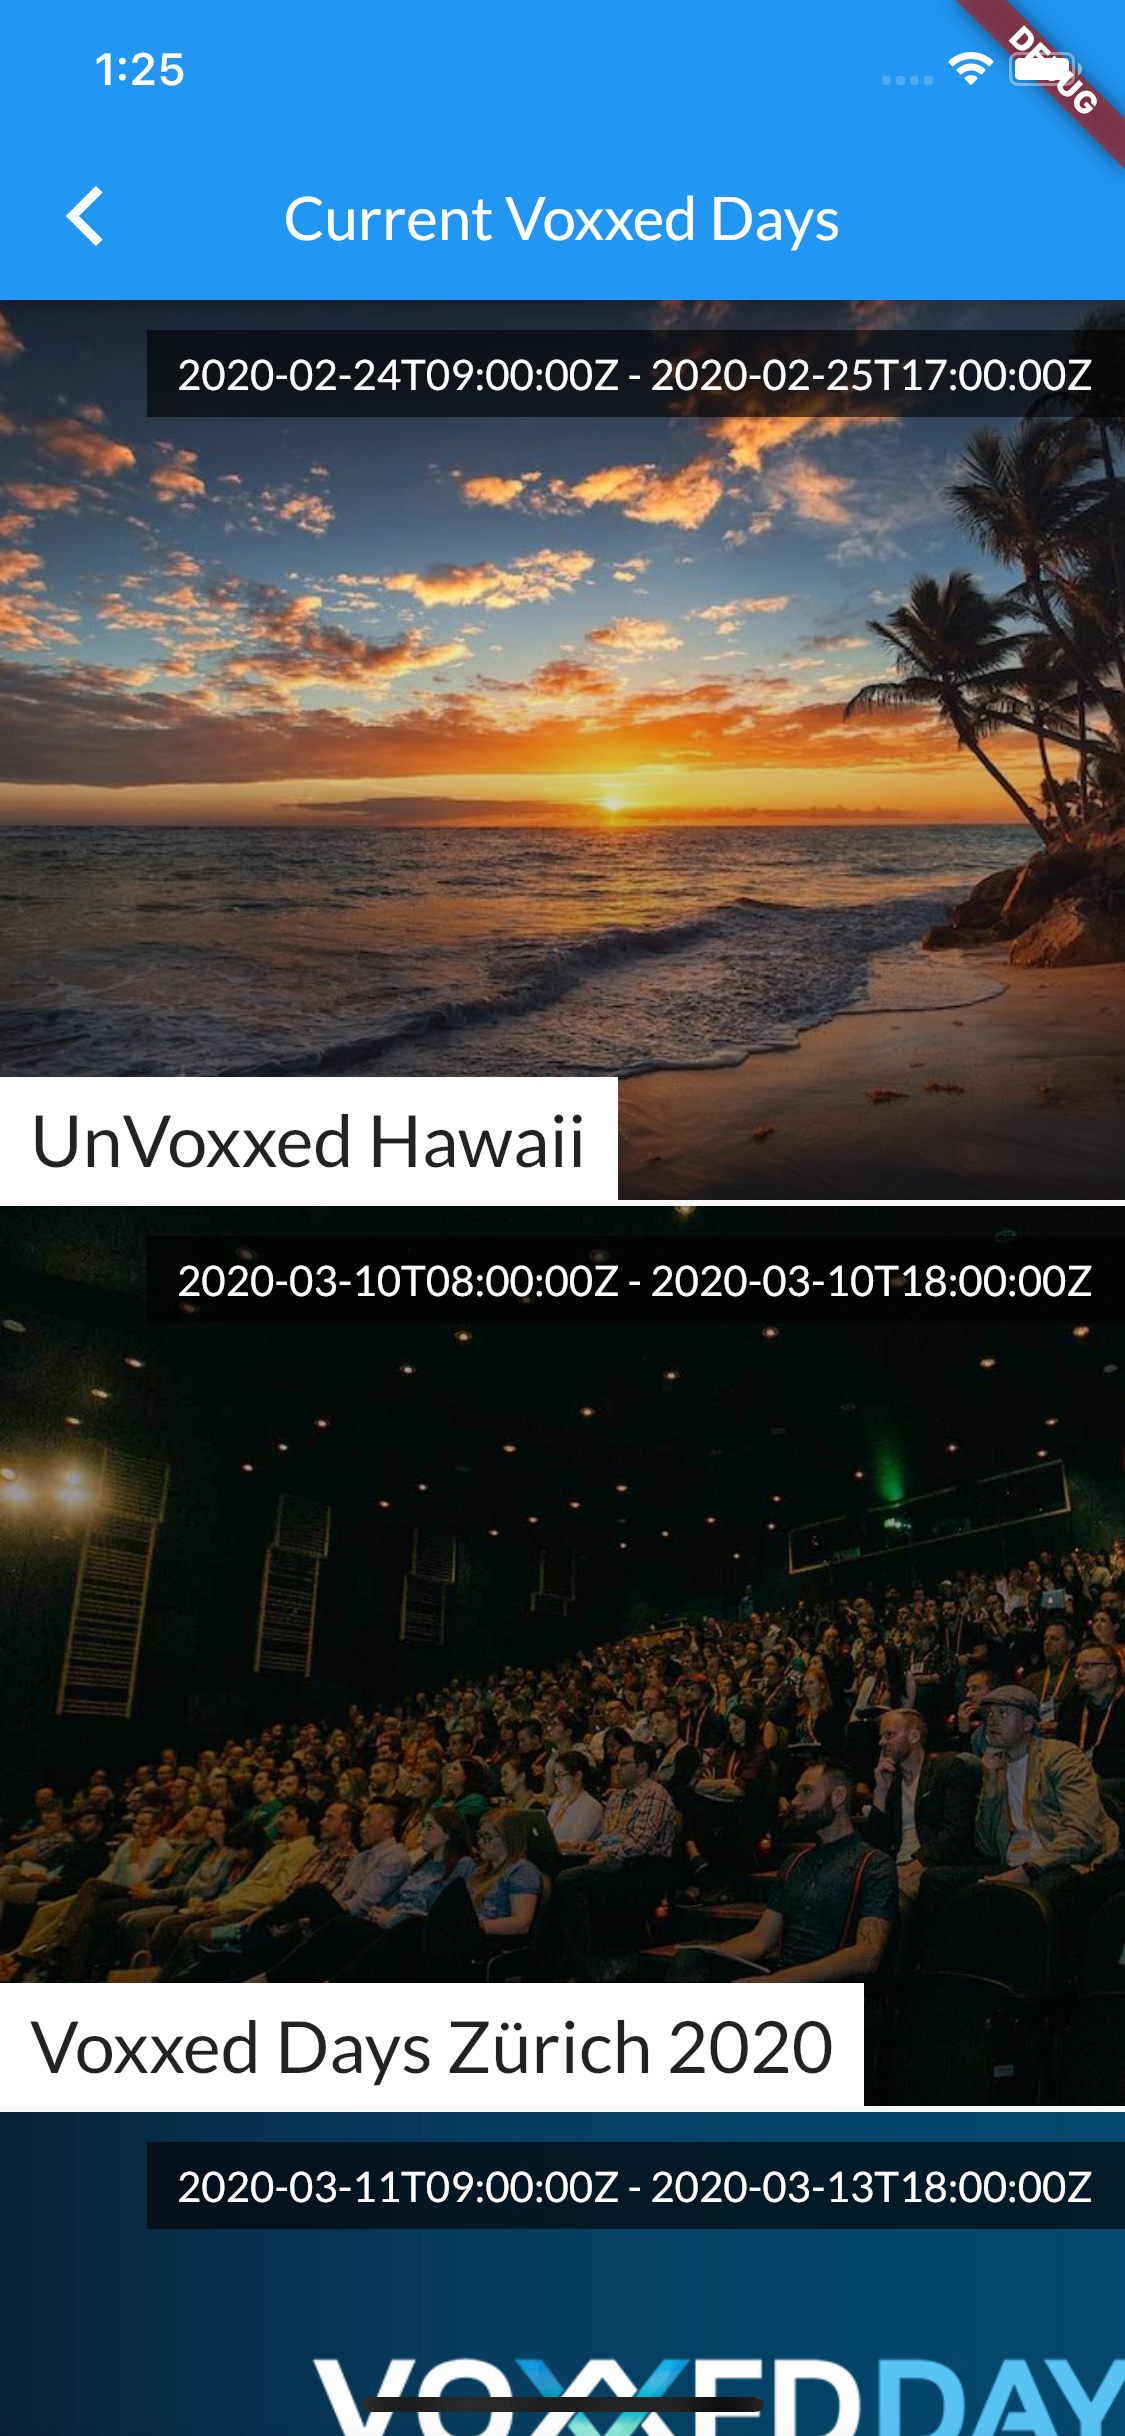 1:25
DEBUG
Current Voxxed Days
2020-02-24T09:00:00Z - 2020-02-25T17:00:00Z
UnVoxxed Hawaii
2020-03-10T08:00:00Z - 2020-03-10T18:00:00Z
Voxxed Days Zürich 2020
2020-03-11T09:00:00Z - 2020-03-13T18:00:00Z
VOXXEDDAY